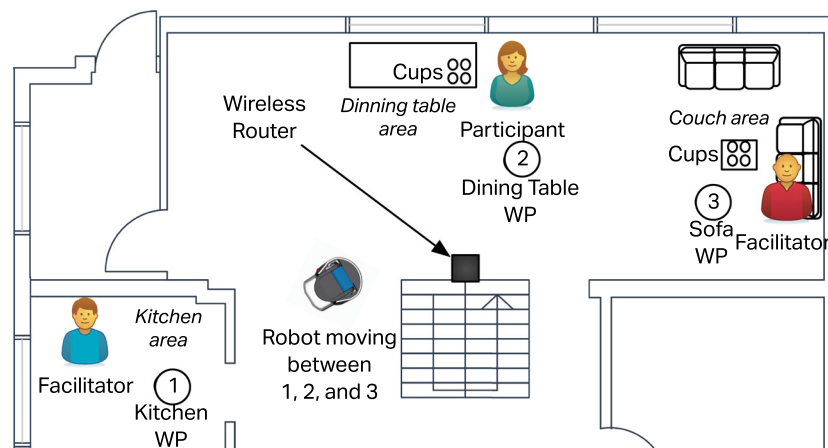 Cups
Dinning table
area
Wireless
Router
Participant
2
Dining Table
WP
Couch area
Cups
3
Sofa
WP
Facilitator
Kitchen
area
Facilitator
1
Kitchen
WP
Robot moving
between
1, 2, and 3